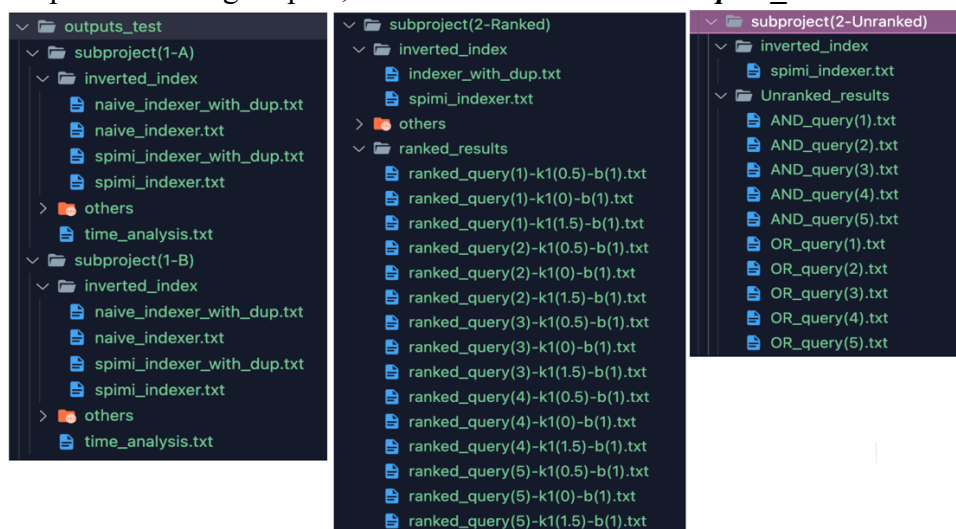 outputs_test
subproject(1-A)
inverted_index
naive_indexer_with_dup.txt
naive_indexer.txt
spimi_indexer_with_dup.txt
spimi_indexer.txt
others
time_analysis.txt
subproject(1-B)
inverted_index
naive_indexer_with_dup.txt
naive_indexer.txt
spimi_indexer_with_dup.txt
spimi_indexer.txt
others
time_analysis.txt
subproject(2-Ranked)
inverted_index
indexer_with_dup.txt
spimi_indexer.txt
others
ranked_results
ranked_query(1)-k1(0.5)-b(1).txt
ranked_query(1)-k1(0)-b(1).txt
ranked_query(1)-k1(1.5)-b(1).txt
ranked_query(2)-k1(0.5)-b(1).txt
ranked_query(2)-k1(0)-b(1).txt
ranked_query(2)-k1(1.5)-b(1).txt
ranked_query(3)-k1(0.5)-b(1).txt
ranked_query(3)-k1(0)-b(1).txt
ranked_query(3)-k1(1.5)-b(1).txt
ranked_query(4)-k1(0.5)-b(1).txt
ranked_query(4)-k1(0)-b(1).txt
ranked_query(4)-k1(1.5)-b(1).txt
ranked_query(5)-k1(0.5)-b(1).txt
ranked_query(5)-k1(0)-b(1).txt
ranked_query(5)-k1(1.5)-b(1).txt
subproject(2-Unranked)
inverted_index
spimi_indexer.txt
Unranked_results
AND_query(1).txt
AND_query(2).txt
AND_query(3).txt
AND_query(4).txt
AND_query(5).txt
OR_query(1).txt
OR_query(2).txt
OR_query(3).txt
OR_query(4).txt
OR_query(5).txt